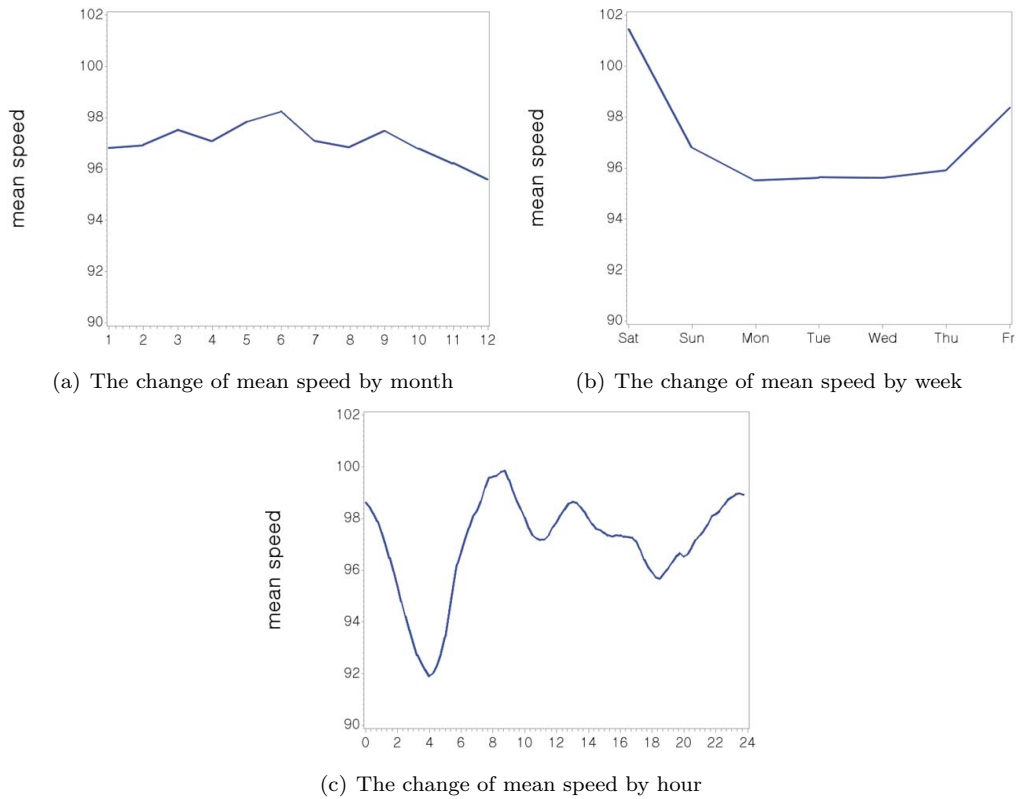 102
100
98
96
94
92
90
mean speed
1 2 3 4 5 6 7 8 9 10 11 12
(a) The change of mean speed by month
102
100
98
96
94
92
90
mean speed
Sat Sun Mon Tue Wed Thu Fr
(b) The change of mean speed by week
102
100
98
96
94
92
90
mean speed
0 2 4 6 8 10 12 14 16 18 20 22 24
(c) The change of mean speed by hour